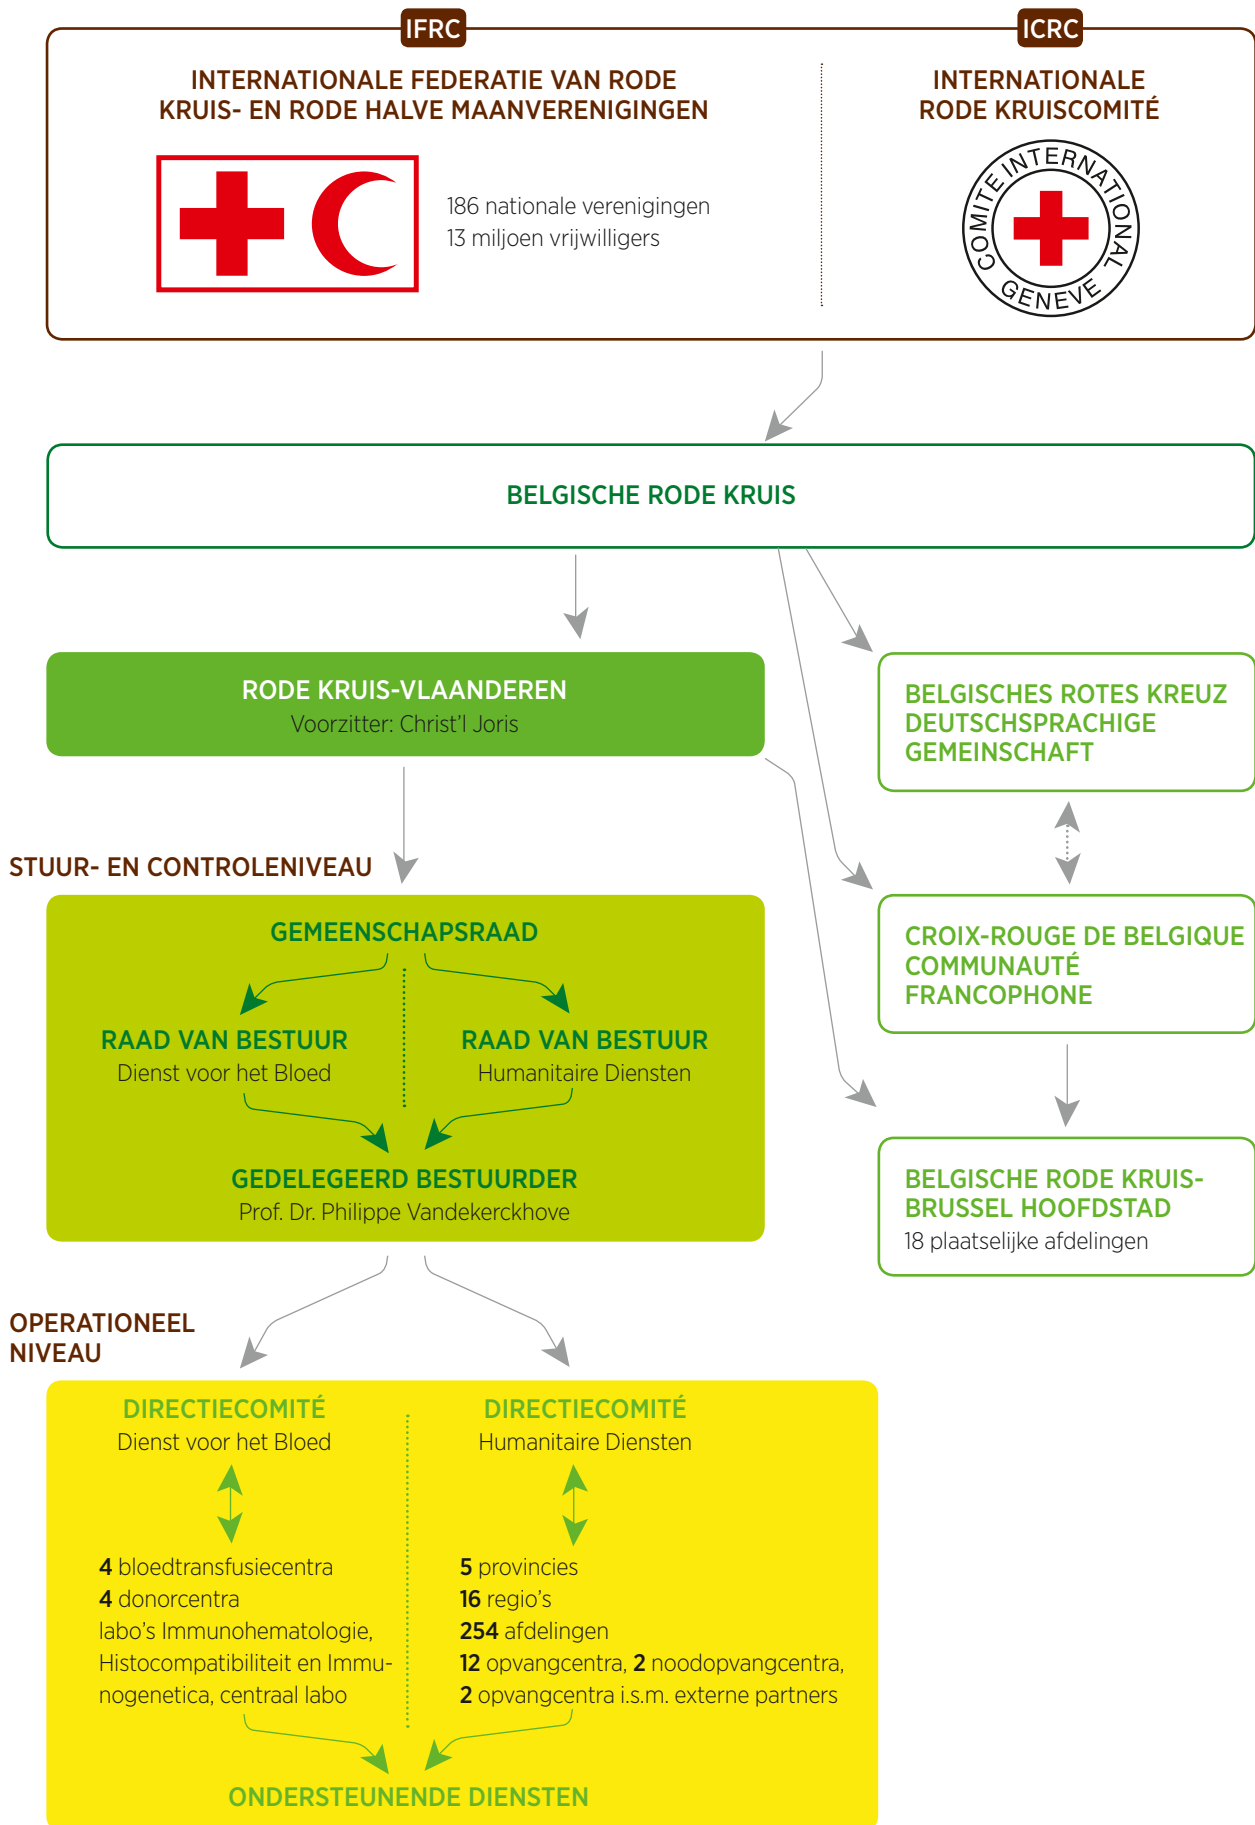 IFRC
INTERNATIONALE FEDERATIE VAN RODE
KRUIS- EN RODE HALVE MAANVERENIGINGEN
186 nationale verenigingen
13 miljoen vrijwilligers
ICRC
INTERNATIONALE
RODE KRUISCOMITÉ
COMITE INTERNATIONAL
GENEVE
BELGISCHE RODE KRUIS
RODE KRUIS-VLAANDEREN
Voorzitter: Christ’l Joris
BELGISCHES ROTES KREUZ
DEUTSCHSPRACHIGE
GEMEINSCHAFT
STUUR- EN CONTROLENIVEAU
GEMEENSCHAPSRAAD
RAAD VAN BESTUUR
Dienst voor het Bloed
RAAD VAN BESTUUR
Humanitaire Diensten
GEDELEGEERD BESTUURDER
Prof. Dr. Philippe Vandekerckhove
CROIX-ROUGE DE BELGIQUE
COMMUNAUTÉ
FRANCOPHONE
BELGISCHE RODE KRUIS-
BRUSSEL HOOFDSTAD
18 plaatselijke afdelingen
OPERATIONEEL
NIVEAU
DIRECTIECOMITÉ
Dienst voor het Bloed
4 bloedtransfusiecentra
4 donorcentra
labo’s Immunohematologie,
Histocompatibiliteit en Immu-
nogenetica, centraal labo
DIRECTIECOMITÉ
Humanitaire Diensten
5 provincies
16 regio’s
254 afdelingen
12 opvangcentra, 2 noodopvangcentra,
2 opvangcentra i.s.m. externe partners
ONDERSTEUNENDE DIENSTEN